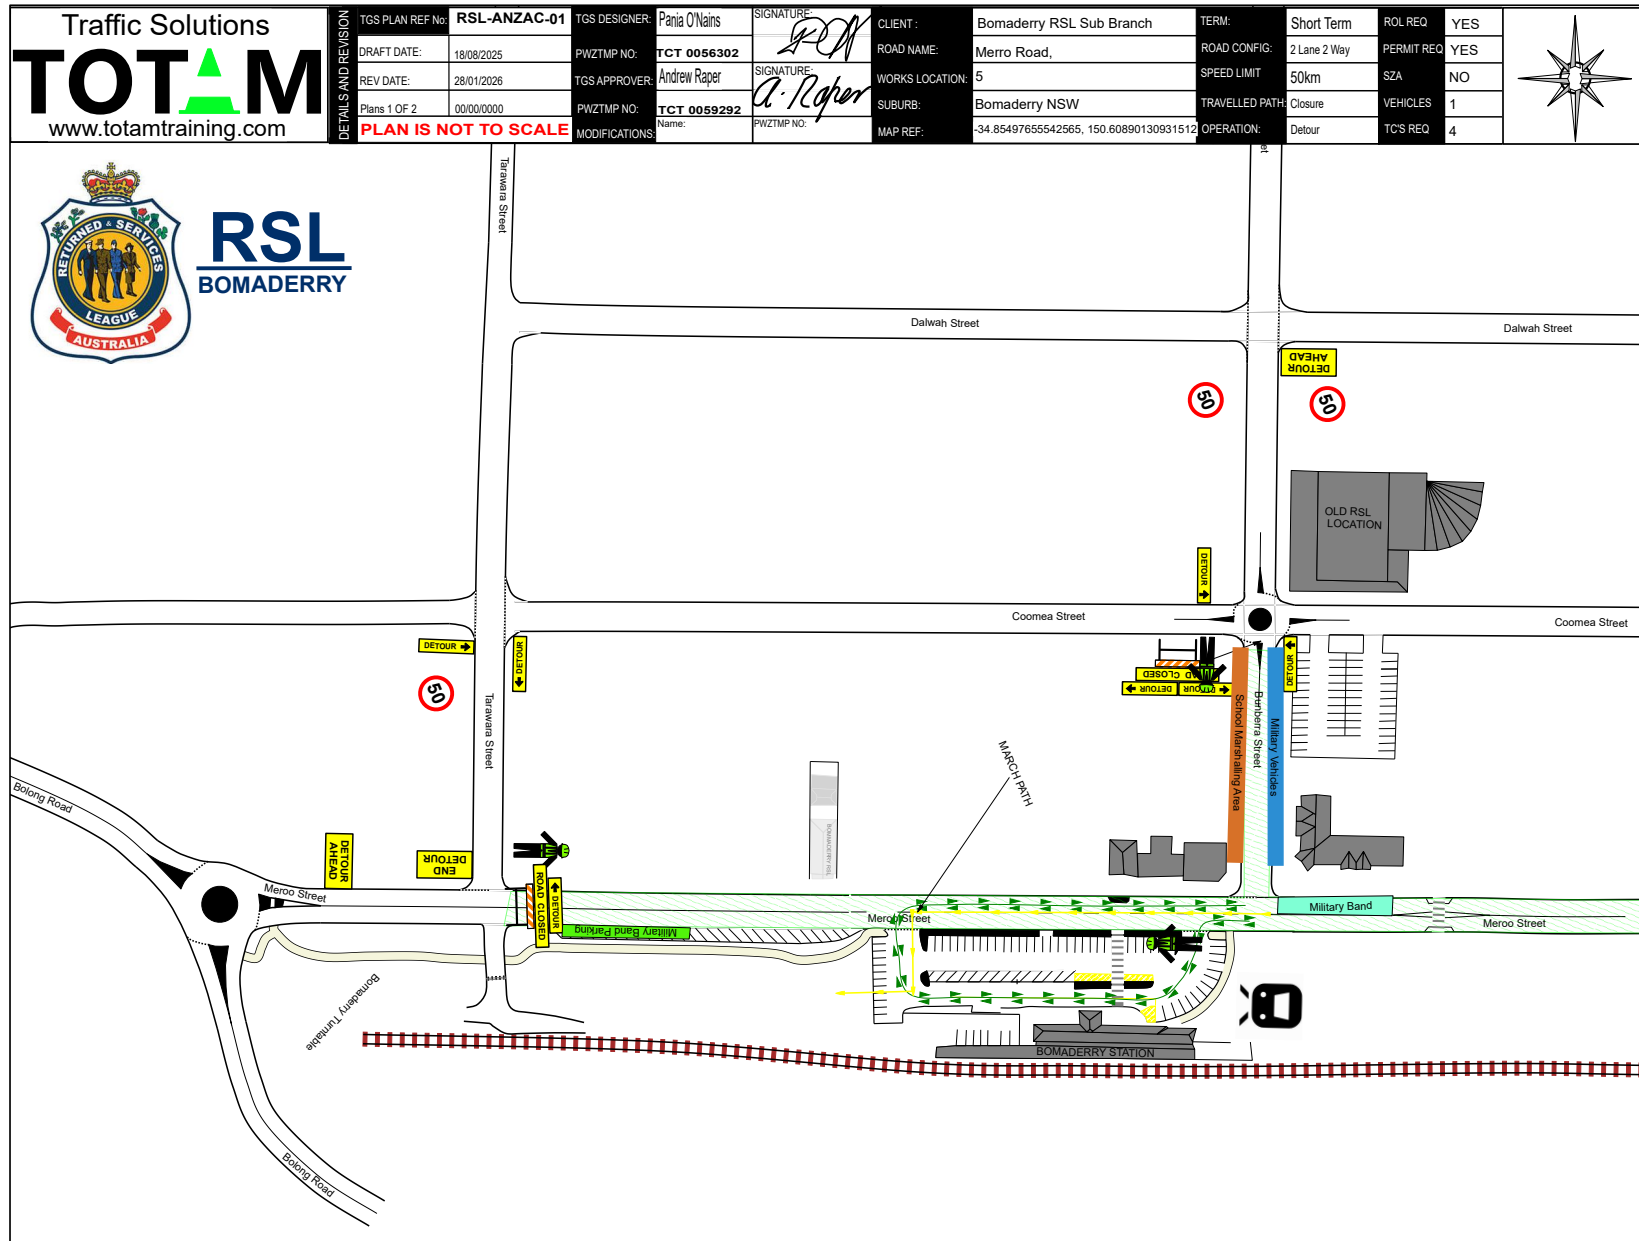 Traffic Solutions
TOTAM
www.totamtraining.com
DETAILS AND REVISION
TGS PLAN REF No: RSL-ANZAC-01
DRAFT DATE: 18/08/2025
REV DATE: 28/01/2026
Plans 1 OF 2 00/00/0000
PLAN IS NOT TO SCALE
TGS DESIGNER: Pania O'Nains
PWZTMP NO: TCT 0056302
TGS APPROVER: Andrew Raper
PWZTMP NO: TCT 0059292
MODIFICATIONS: Name:
SIGNATURE:
SIGNATURE: a. Raper
PWZTMP NO:
CLIENT : Bomaderry RSL Sub Branch
ROAD NAME: Merro Road,
WORKS LOCATION: 5
SUBURB: Bomaderry NSW
MAP REF: -34.85497655542565, 150.60890130931512
TERM: Short Term
ROAD CONFIG: 2 Lane 2 Way
SPEED LIMIT 50km
TRAVELLED PATH: Closure
OPERATION: Detour
ROL REQ YES
PERMIT REQ YES
SZA NO
VEHICLES 1
TC'S REQ 4
RETURNED & SERVICES
LEAGUE
AUSTRALIA
RSL
BOMADERRY
Tarawara Street
et
Dalwah Street
Dalwah Street
DETOUR
AHEAD
50
50
OLD RSL
LOCATION
DETOUR
Coomea Street
Coomea Street
DETOUR
DETOUR
50
Tarawara Street
AD CLOSED
DETOUR
DETOUR
DETOUR
School Marshalling Area
Bunberra Street
Military Vehicles
MARCH PATH
Bolong Road
DETOUR
AHEAD
END
DETOUR
ROAD CLOSED
DETOUR
BOMADERRY RSL
Meroo Street
Meroo Street
Military Band
Meroo Street
Military Band Parking
Bomaderry Turntable
BOMADERRY STATION
Bolong Road